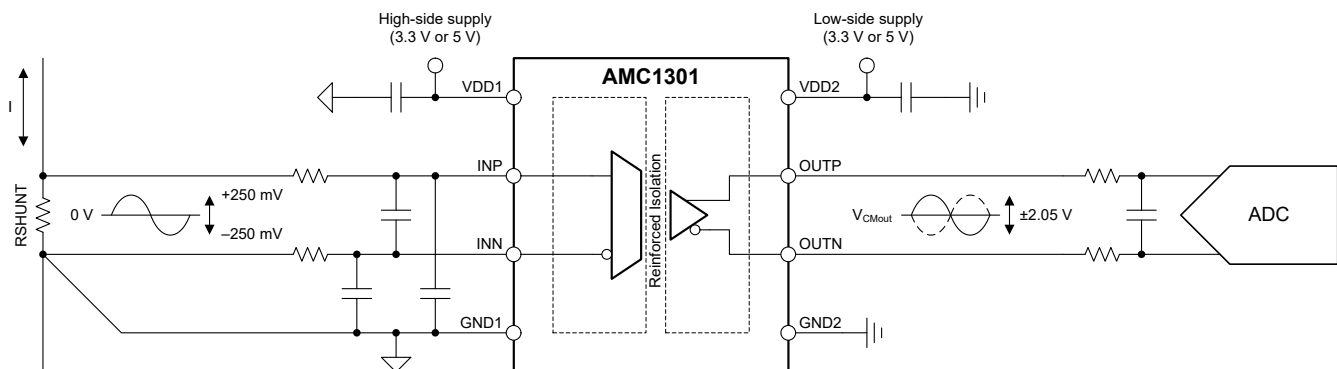 High-side supply
(3.3 V or 5 V)
Low-side supply
(3.3 V or 5 V)
AMC1301
VDD1
VDD2
I
INP
OUTP
RSHUNT
0 V
+250 mV
–250 mV
Reinforced Isolation
VCMout
±2.05 V
ADC
INN
OUTN
GND1
GND2